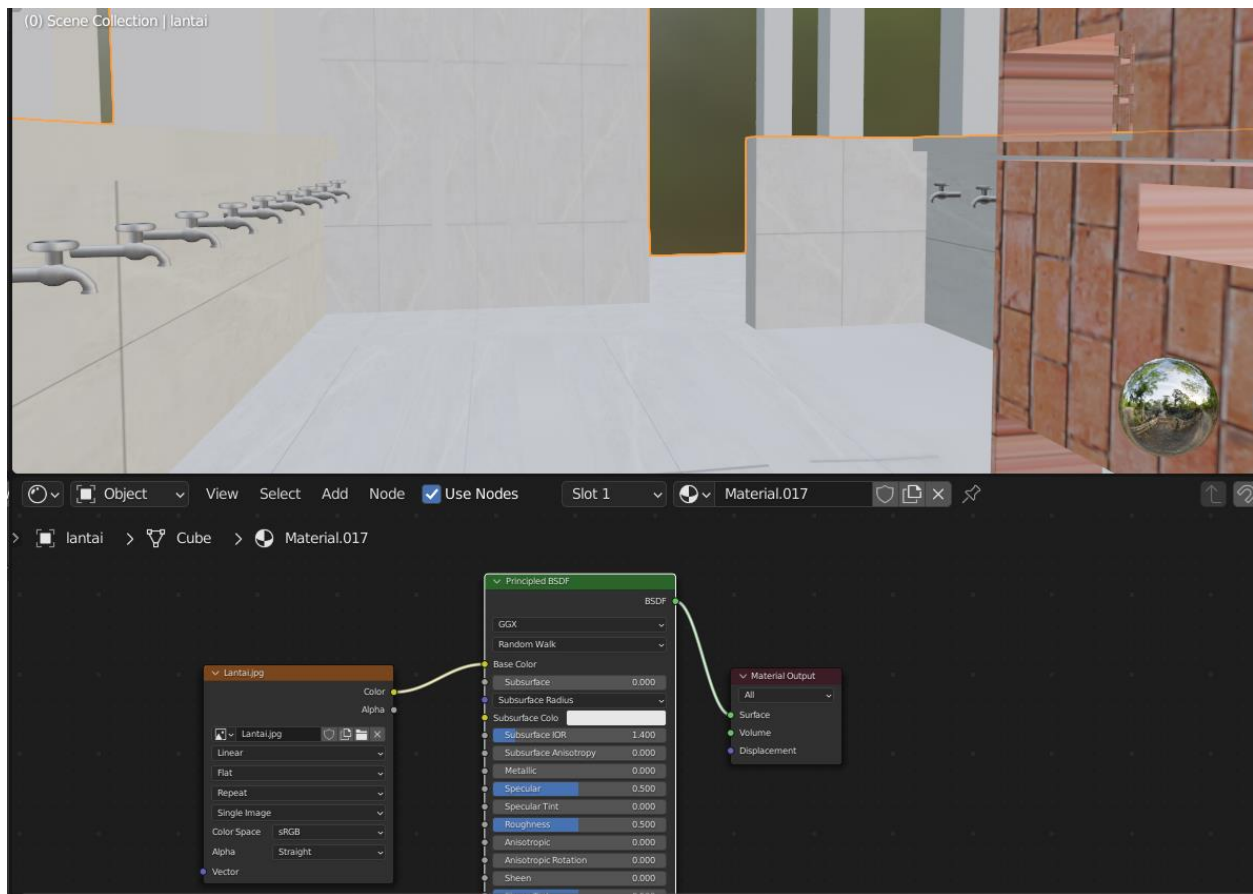 (0) Scene Collection | lantai
Object View Select Add Node Use Nodes Slot 1 Material.017
lantai > Cube > Material.017
Principled BSDF
BSDF
GGX
Random Walk
Base Color
Subsurface 0.000
Subsurface Radius
Subsurface Colo
Subsurface IOR 1.400
Subsurface Anisotropy 0.000
Metallic 0.000
Specular 0.500
Specular Tint 0.000
Roughness 0.500
Anisotropic 0.000
Anisotropic Rotation 0.000
Sheen 0.000
Lantai.jpg
Color
Alpha
Lantai.jpg
Linear
Flat
Repeat
Single Image
Color Space sRGB
Alpha Straight
Vector
Material Output
All
Surface
Volume
Displacement